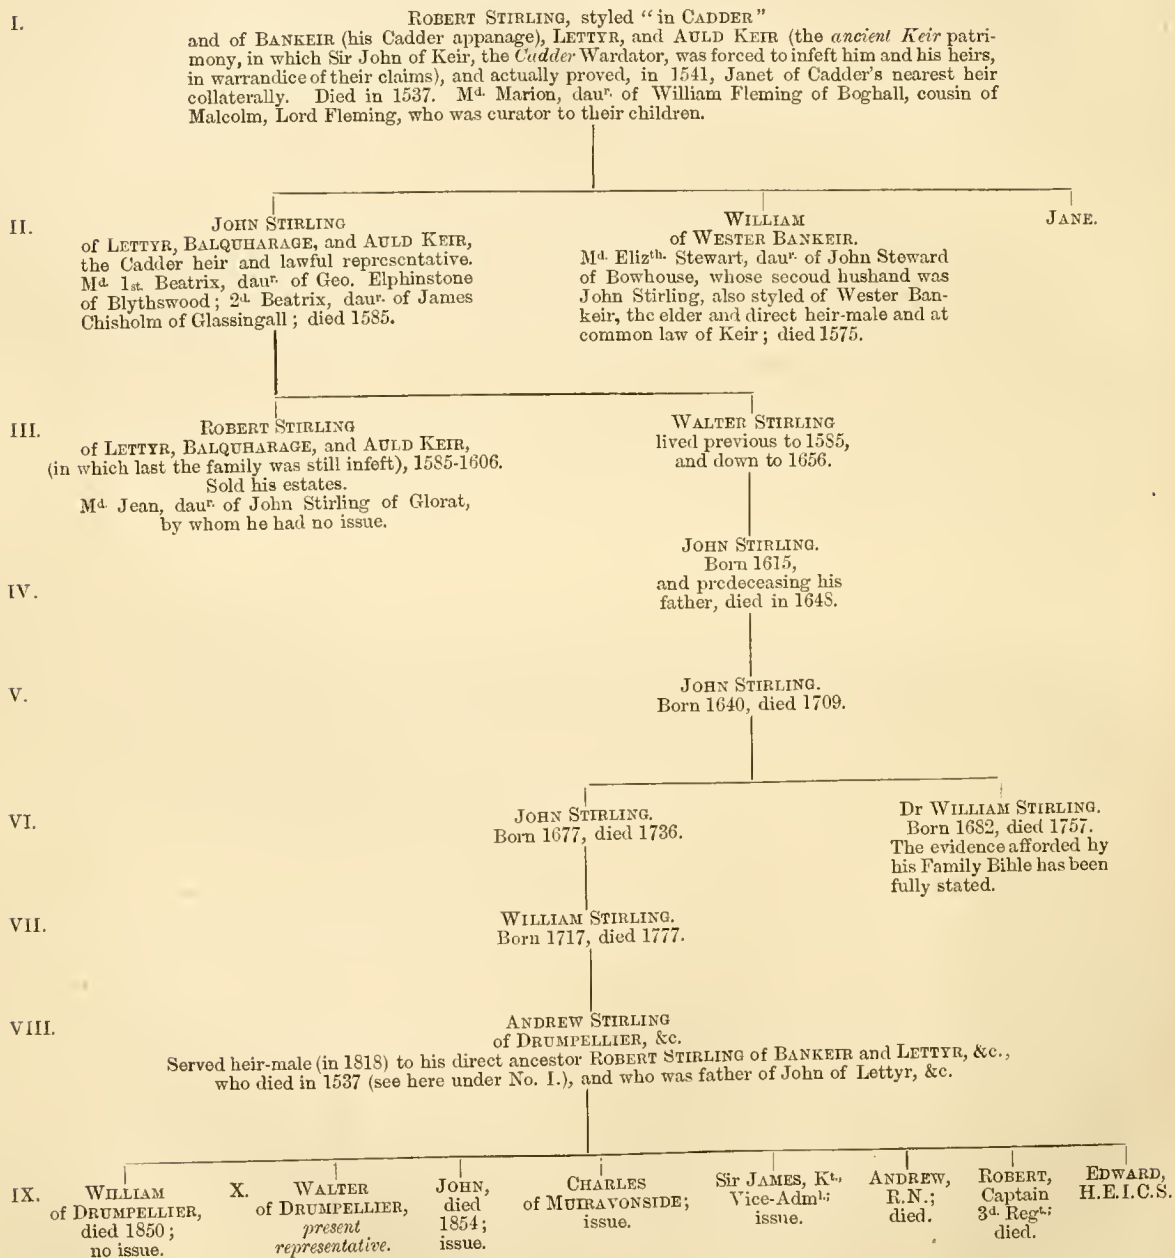 I.
ROBERT STIRLING, styled “in CADDER”
and of BANKEIR (his Cadder appanage), LETTYR, and AULD KEIR (the ancient Keir patri-
mony, in which Sir John of Keir, the Cadder Wardator, was forced to infeft him and his heirs,
in warrandice of their claims), and actually proved, in 1541, Janet of Cadder’s nearest heir
collaterally. Died in 1537. Md. Marion, daur. of William Fleming of Boghall, cousin of
Malcolm, Lord Fleming, who was curator to their children.
II.
JOHN STIRLING
of LETTYR, BALQUHARAGE, and AULD KEIR,
the Cadder heir and lawful representative.
Md. 1st. Beatrix, daur. of Geo. Elphinstone
of Blythswood; 2d. Beatrix, daur. of James
Chisholm of Glassingall; died 1585.
WILLIAM
of WESTER BANKEIR.
Md. Elizth. Stewart, daur. of John Steward
of Bowhouse, whose secoud hushand was
John Stirling, also styled of Wester Ban-
keir, the elder and direct heir-male and at
common law of Keir; died 1575.
JANE.
III.
ROBERT STIRLING
of LETTYR, BALQUHARAGE, and AULD KEIR,
(in which last the family was still infeft), 1585-1606.
Sold his estates.
Md. Jean, daur. of John Stirling of Glorat,
by whom he had no issue.
WALTER STIRLING
lived previous to 1585,
and down to 1656.
IV.
JOHN STIRLING.
Born 1615,
and predeceasing his
father, died in 1648.
V.
JOHN STIRLING.
Born 1640, died 1709.
VI.
JOHN STIRLING.
Born 1677, died 1736.
Dr WILLIAM STIRLING.
Born 1682, died 1757.
The evidence afforded hy
his Family Bihle has been
fully stated.
VII.
WILLIAM STIRLING.
Born 1717, died 1777.
VIII.
ANDREW STIRLING
of DRUMPELLIER, &c.
Served heir-male (in 1818) to his direct ancestor ROBERT STIRLING of BANKEIR and LETTYR, &c.,
who died in 1537 (see here under No. I.), and who was father of John of Lettyr, &c.
IX.
WILLIAM
of DRUMPELLIER,
died 1850;
no issue.
X.
WALTER
of DRUMPELLIER,
present
representative.
JOHN,
died
1854;
issue.
CHARLES
of MUIRAVONSIDE;
issue.
Sir JAMES, Kt.,
Vice-Adml.;
issue.
ANDREW,
R.N.;
died.
ROBERT,
Captain
3d. Regt.;
died.
EDWARD,
H.E.I.C.S.